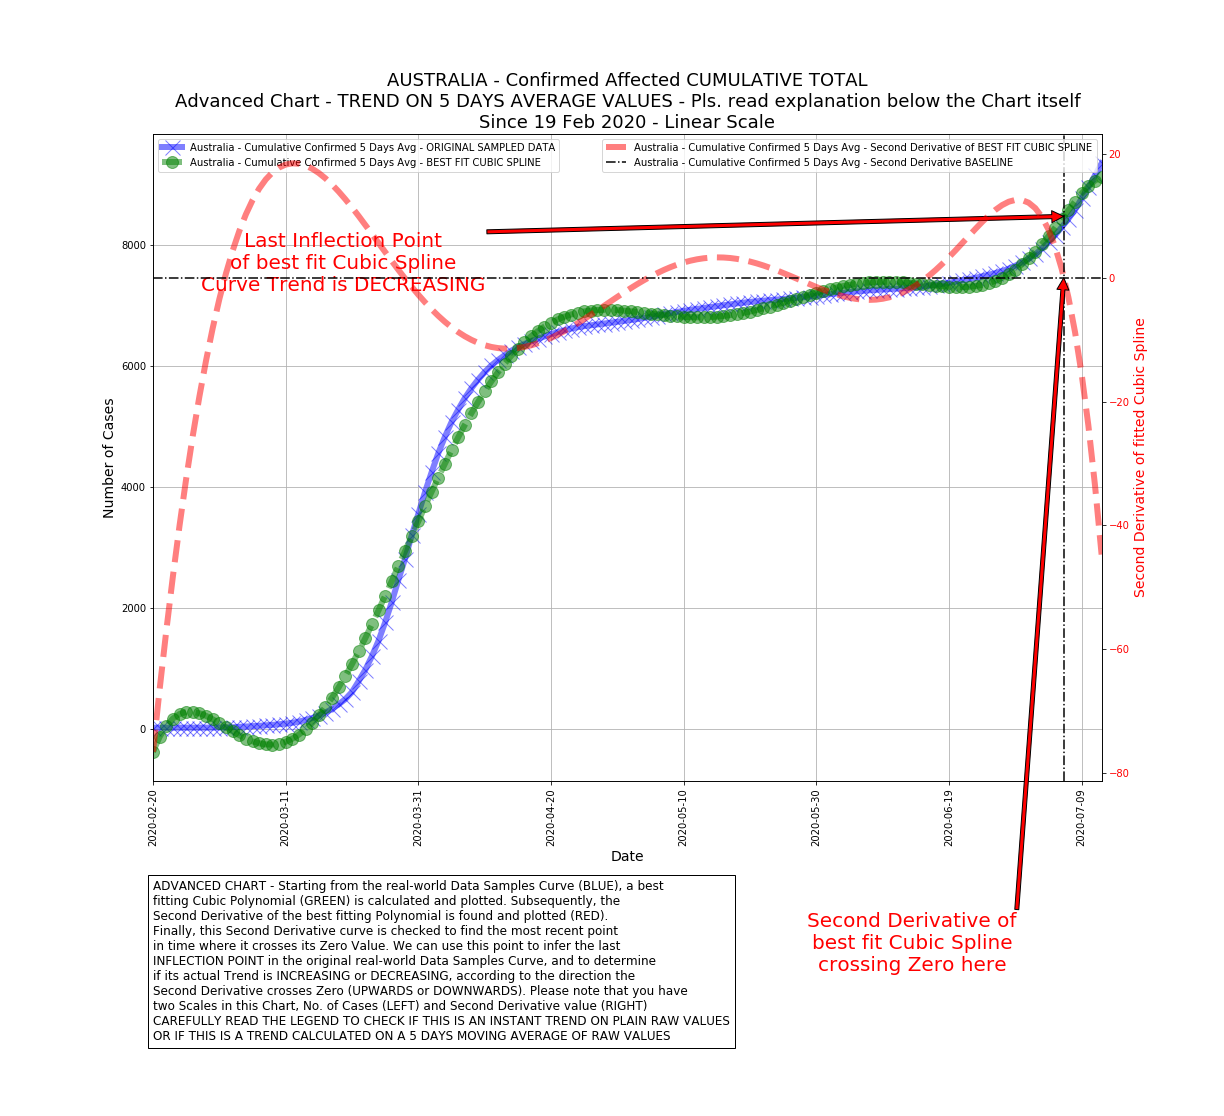 AUSTRALIA - Confirmed Affected CUMULATIVE TOTAL
Advanced Chart - TREND ON 5 DAYS AVERAGE VALUES - Pls. read explanation below the Chart itself
Since 19 Feb 2020 - Linear Scale
Australia - Cumulative Confirmed 5 Days Avg - ORIGINAL SAMPLED DATA
Australia - Cumulative Confirmed 5 Days Avg - BEST FIT CUBIC SPLINE
Australia - Cumulative Confirmed 5 Days Avg - Second Derivative of BEST FIT CUBIC SPLINE
Australia - Cumulative Confirmed 5 Days Avg - Second Derivative BASELINE
Last Inflection Point
of best fit Cubic Spline
Curve Trend is DECREASING
Number of Cases
8000
6000
4000
2000
0
20
0
−20
−40
−60
−80
Second Derivative of fitted Cubic Spline
2020-02-20
2020-03-11
2020-03-31
2020-04-20
2020-05-10
2020-05-30
2020-06-19
2020-07-09
Date
ADVANCED CHART - Starting from the real-world Data Samples Curve (BLUE), a best
fitting Cubic Polynomial (GREEN) is calculated and plotted. Subsequently, the
Second Derivative of the best fitting Polynomial is found and plotted (RED).
Finally, this Second Derivative curve is checked to find the most recent point
in time where it crosses its Zero Value. We can use this point to infer the last
INFLECTION POINT in the original real-world Data Samples Curve, and to determine
if its actual Trend is INCREASING or DECREASING, according to the direction the
Second Derivative crosses Zero (UPWARDS or DOWNWARDS). Please note that you have
two Scales in this Chart, No. of Cases (LEFT) and Second Derivative value (RIGHT)
CAREFULLY READ THE LEGEND TO CHECK IF THIS IS AN INSTANT TREND ON PLAIN RAW VALUES
OR IF THIS IS A TREND CALCULATED ON A 5 DAYS MOVING AVERAGE OF RAW VALUES
Second Derivative of
best fit Cubic Spline
crossing Zero here